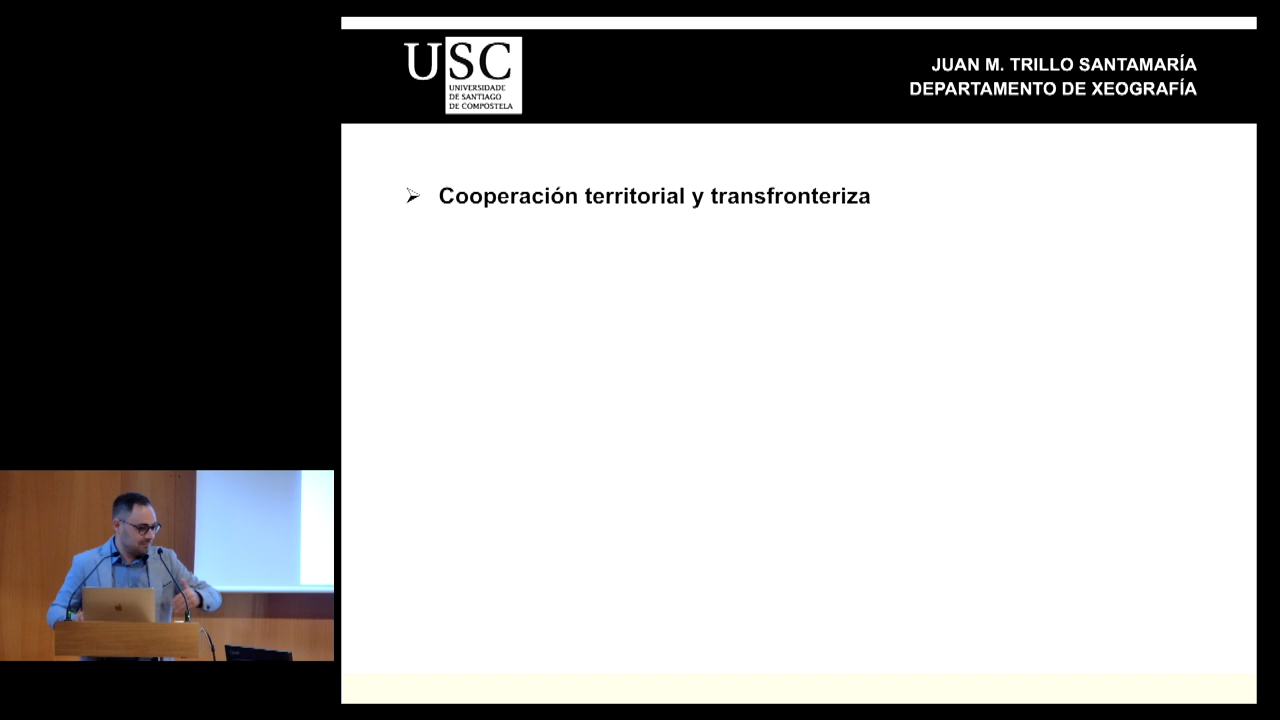 USC
UNIVERSIDADE
DE SANTIAGO
DE COMPOSTELA
JUAN M. TRILLO SANTAMARÍA
DEPARTAMENTO DE XEOGRAFÍA
➢ Cooperación territorial y transfronteriza